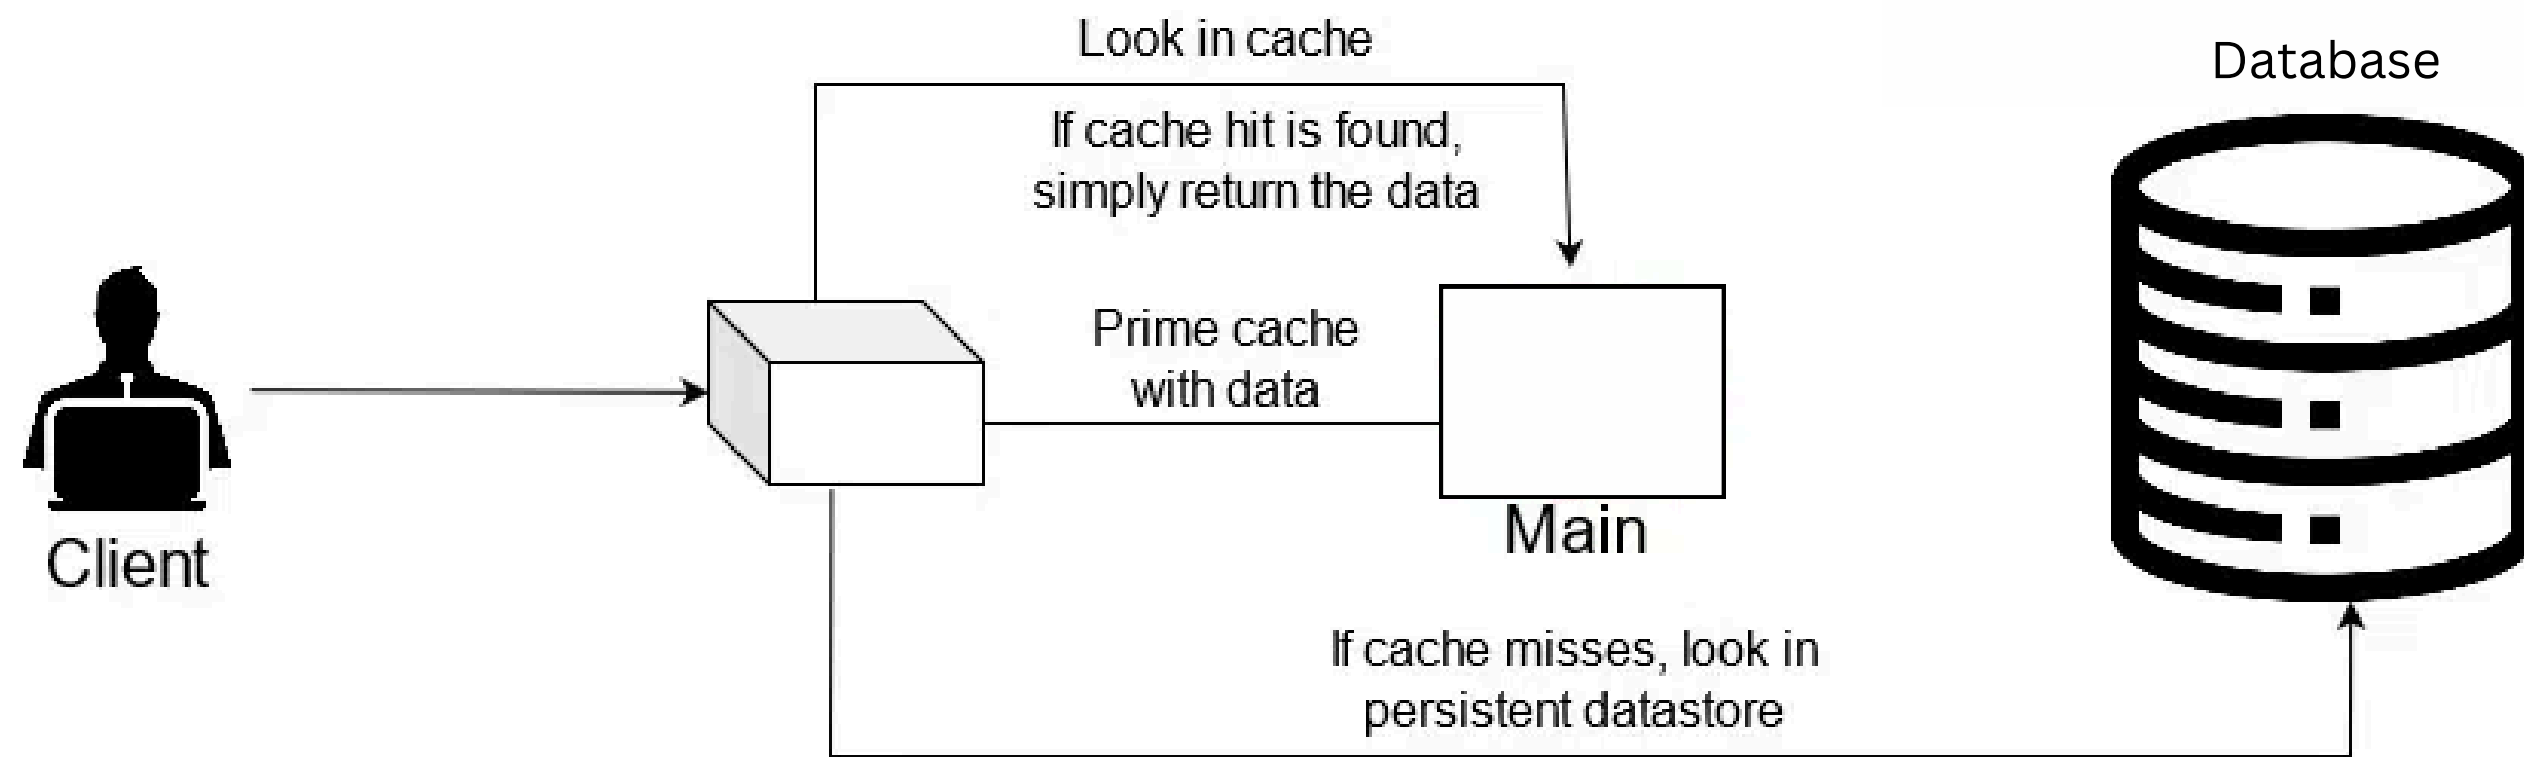 Look in cache
Database
If cache hit is found,
simply return the data
Prime cache
with data
Main
Client
If cache misses, look in
persistent datastore